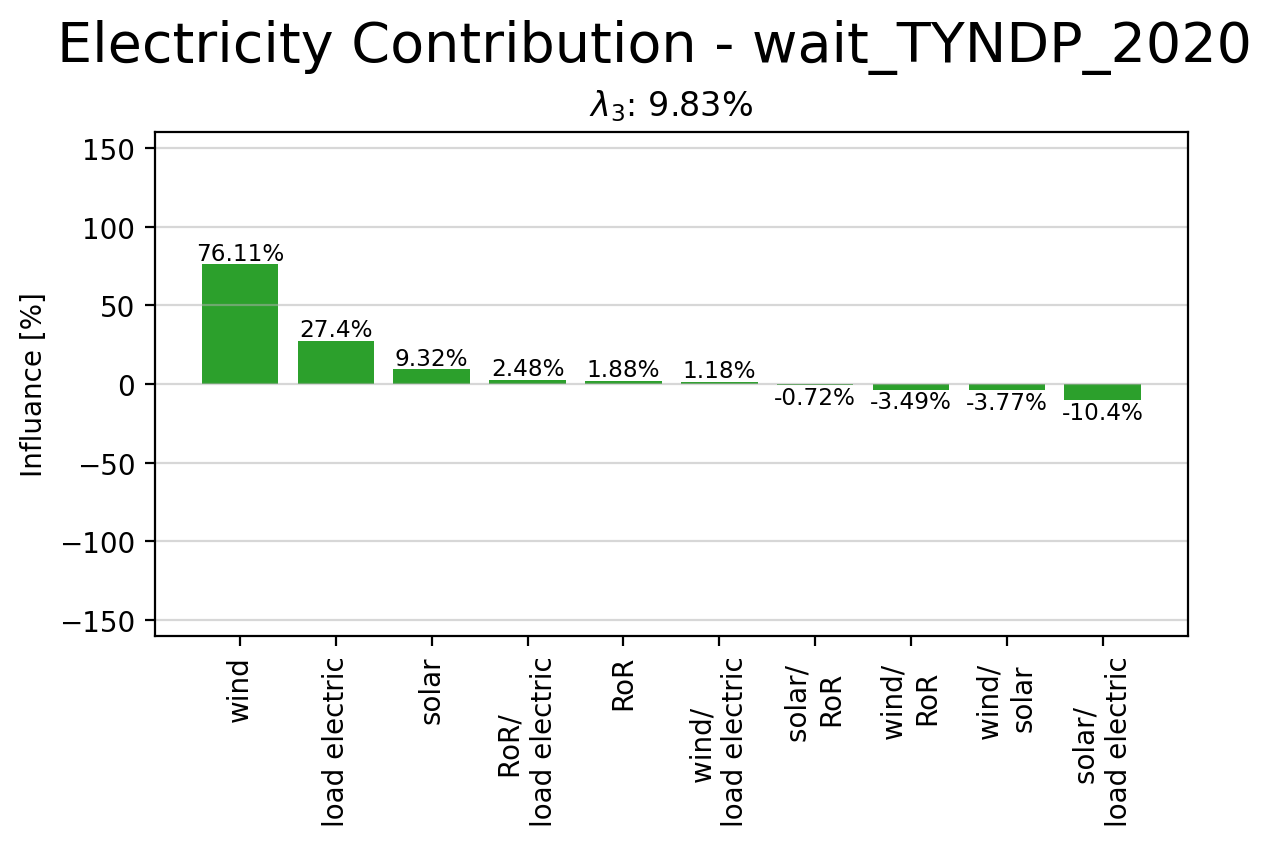 Electricity Contribution - wait_TYNDP_2020
λ₃: 9.83%
Influance [%]
150
100
50
0
−50
−100
−150
76.11%
27.4%
9.32%
2.48%
1.88%
1.18%
-0.72%
-3.49%
-3.77%
-10.4%
wind
load electric
solar
RoR/
load electric
RoR
wind/
load electric
solar/
RoR
wind/
RoR
wind/
solar
solar/
load electric